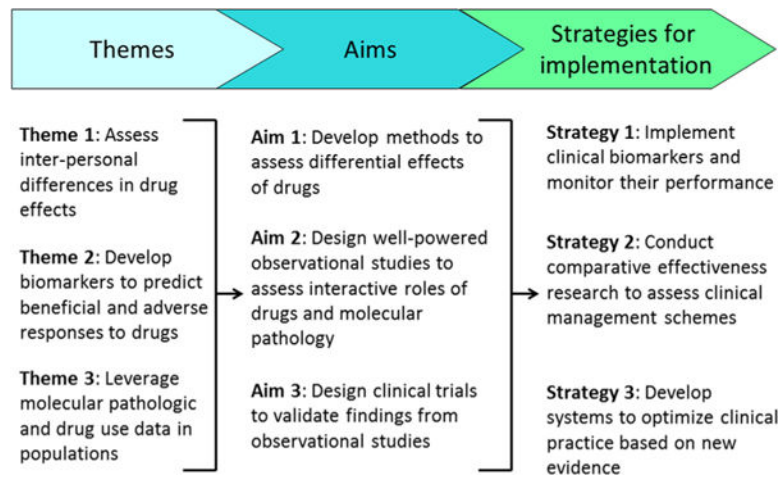 Themes
Aims
Strategies for
implementation
Theme 1: Assess
inter-personal
differences in drug
effects
Theme 2: Develop
biomarkers to predict
beneficial and adverse
responses to drugs
Theme 3: Leverage
molecular pathologic
and drug use data in
populations
Aim 1: Develop methods to
assess differential effects
of drugs
Aim 2: Design well-powered
observational studies to
assess interactive roles of
drugs and molecular
pathology
Aim 3: Design clinical trials
to validate findings from
observational studies
Strategy 1: Implement
clinical biomarkers and
monitor their performance
Strategy 2: Conduct
comparative effectiveness
research to assess clinical
management schemes
Strategy 3: Develop
systems to optimize clinical
practice based on new
evidence